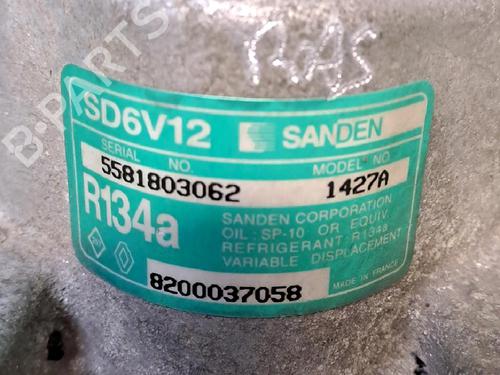 SD6V12 SANDEN
SERIAL NO. MODEL NO.
5581803062 1427A
R134a
SANDEN CORPORATION
OIL : SP-10 OR EQUIV.
REFRIGERANT : R134a
VARIABLE DISPLACEMENT
8200037058
MADE IN FRANCE
B-PARTS